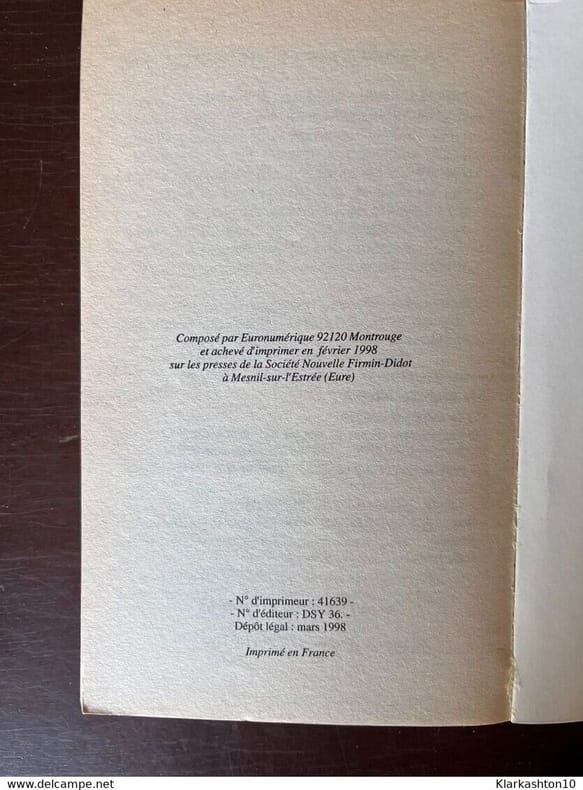 Composé par Euronumérique 92120 Montrouge
et achevé d'imprimer en février 1998
sur les presses de la Société Nouvelle Firmin-Didot
à Mesnil-sur-l'Estrée (Eure)
- N° d'imprimeur : 41639 -
- N° d'éditeur : DSY 36. -
Dépôt légal : mars 1998
Imprimé en France
www.delcampe.net
Klarkashton10